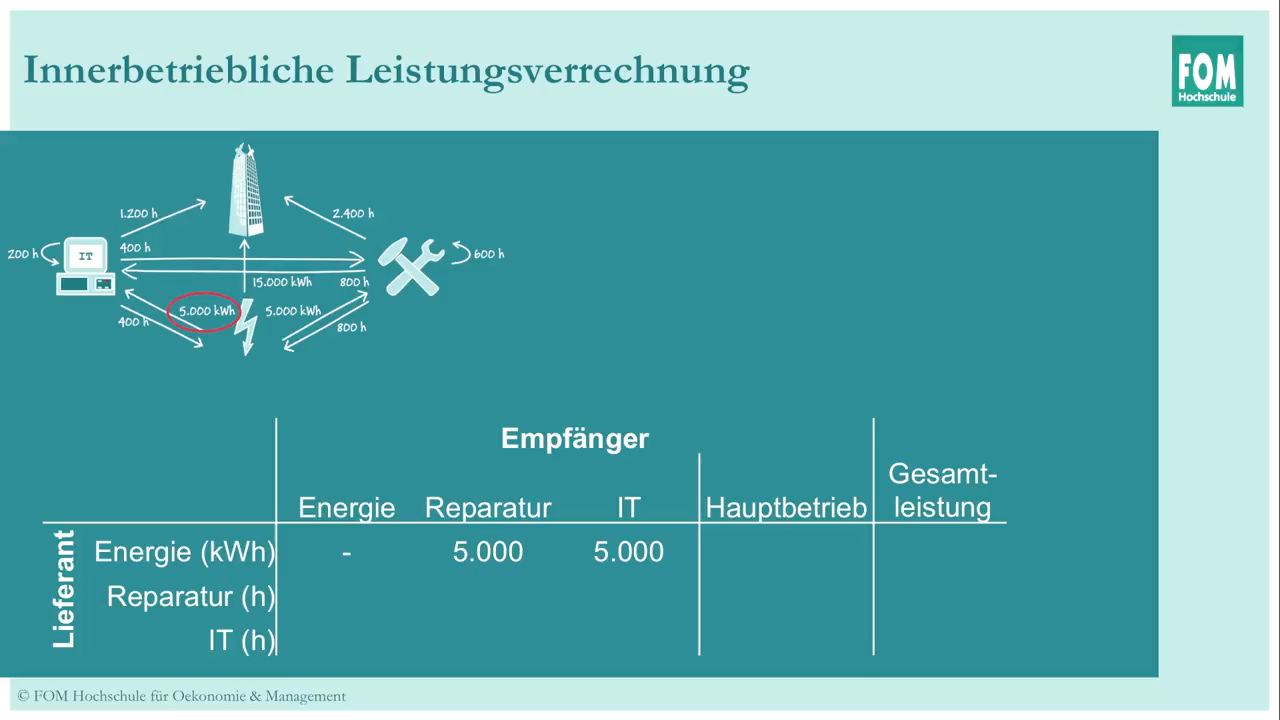 Innerbetriebliche Leistungsverrechnung
FOM
Hochschule
1.200 h
2.400 h
200 h
IT
400 h
600 h
15.000 kWh
800 h
5.000 kWh
5.000 kWh
400 h
800 h
Empfänger
Gesamt-
Energie Reparatur IT Hauptbetrieb leistung
Lieferant
Energie (kWh) - 5.000 5.000
Reparatur (h)
IT (h)
© FOM Hochschule für Oekonomie & Management